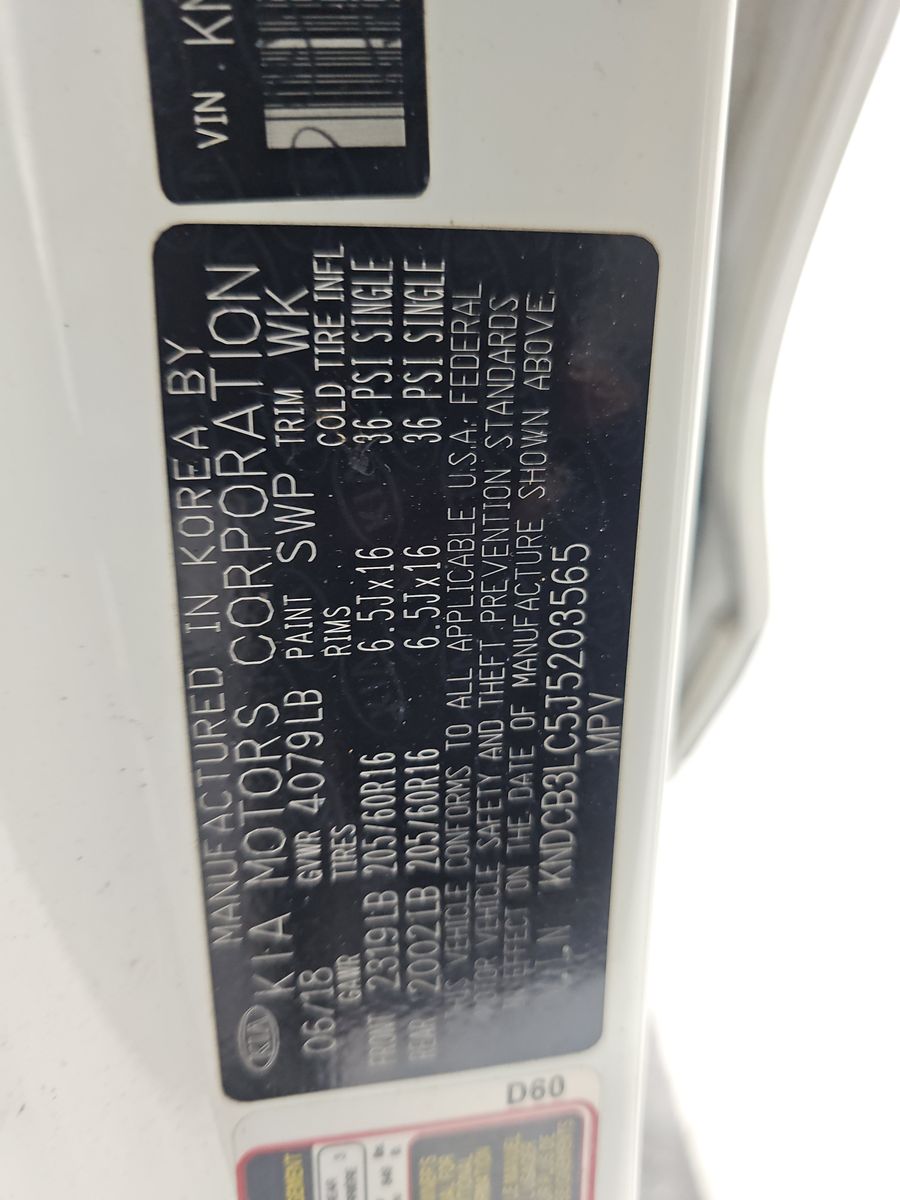 VIN KN
KIA
MANUFACTURED IN KOREA BY
KIA MOTORS CORPORATION
06/18 GVWR 4079LB PAINT SWP TRIM WK
GAWR TIRES RIMS COLD TIRE INFL
FRONT 2319LB 205/60R16 6.5Jx16 36 PSI SINGLE
REAR 2002LB 205/60R16 6.5Jx16 36 PSI SINGLE
THIS VEHICLE CONFORMS TO ALL APPLICABLE U.S.A. FEDERAL
MOTOR VEHICLE SAFETY AND THEFT PREVENTION STANDARDS
IN EFFECT ON THE DATE OF MANUFACTURE SHOWN ABOVE.
V.I.N KNDCB3LC5J5203565
MPV
D60